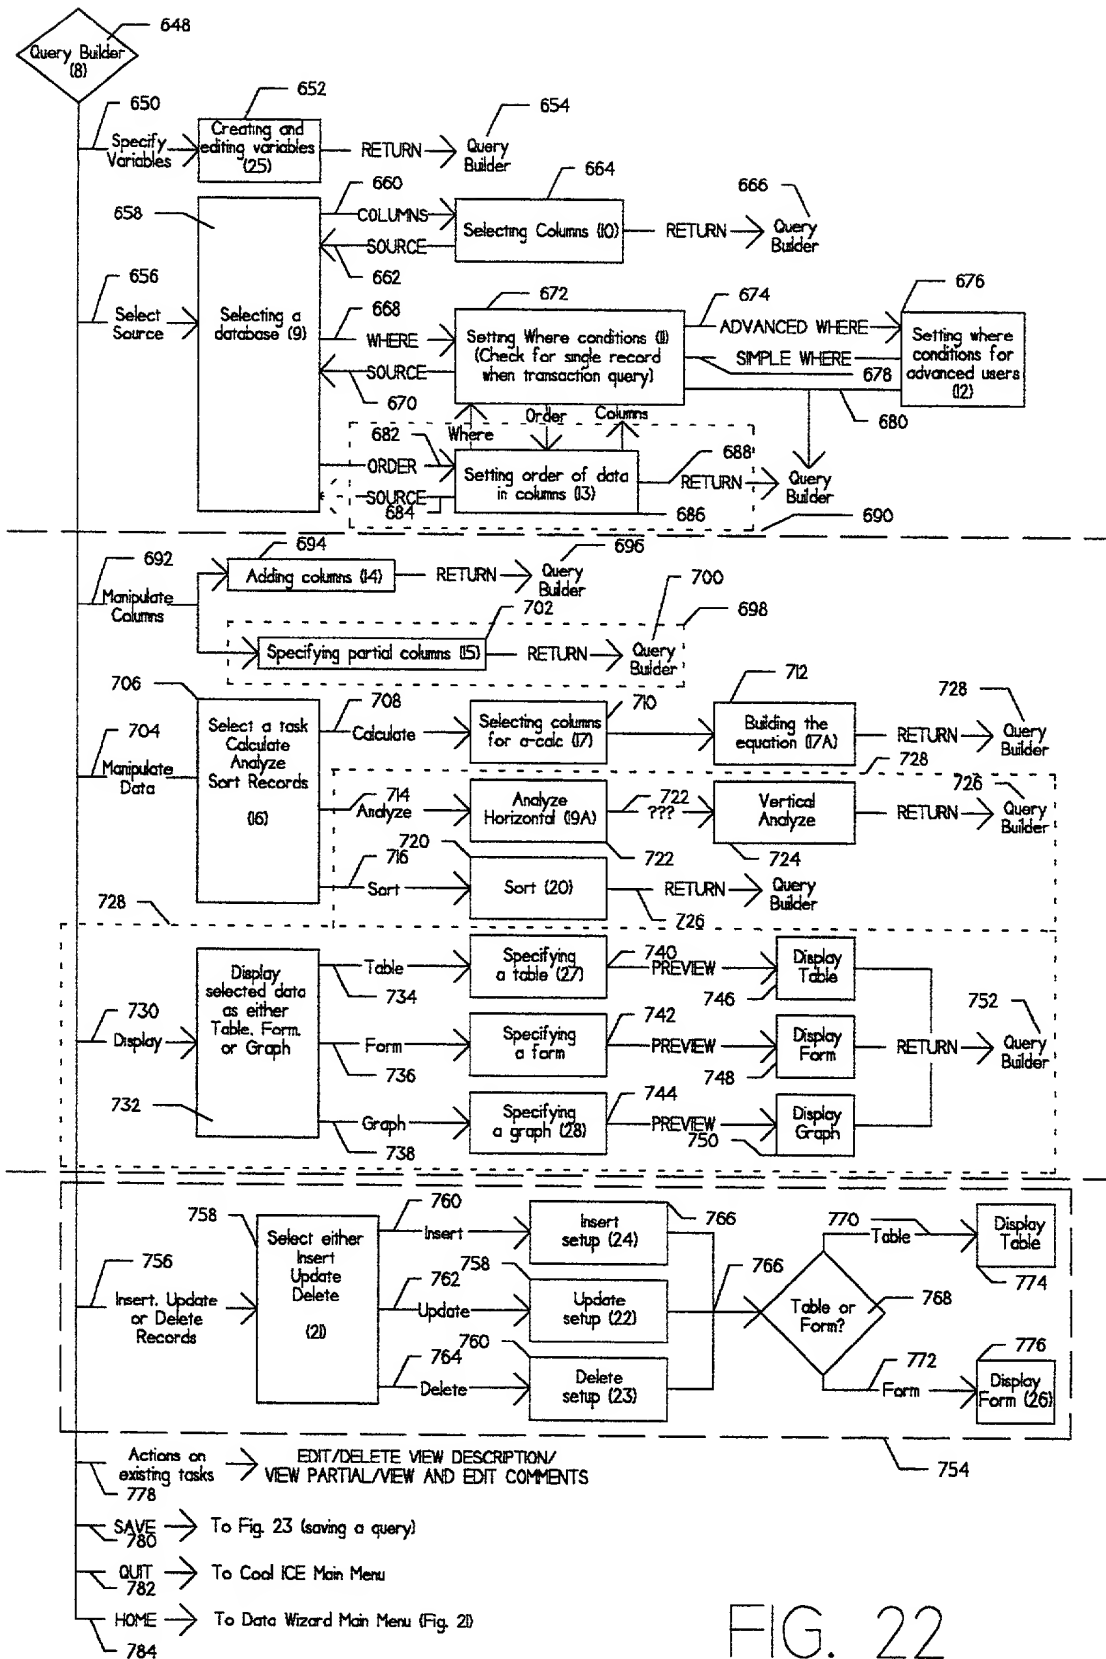 648
Query Builder
(8)
650
Specify
Variables
652
Creating and
editing variables
(25)
RETURN
654
Query
Builder
656
Select
Source
658
Selecting a
database (9)
660
COLUMNS
SOURCE
662
664
Selecting Columns (10)
RETURN
666
Query
Builder
668
WHERE
SOURCE
670
672
Setting Where conditions (11)
(Check for single record
when transaction query)
674
ADVANCED WHERE
SIMPLE WHERE
678
676
Setting where
conditions for
advanced users
(12)
680
Where
Order
Columns
682
ORDER
SOURCE
684
Setting order of data
in columns (13)
686
688
RETURN
Query
Builder
690
692
Manipulate
Columns
694
Adding columns (14)
RETURN
696
Query
Builder
698
700
702
Specifying partial columns (15)
RETURN
Query
Builder
704
Manipulate
Data
706
Select a task
Calculate
Analyze
Sort Records
(16)
708
Calculate
710
Selecting columns
for a-calc (17)
712
Building the
equation (17A)
RETURN
728
Query
Builder
728
714
Analyze
Analyze
Horizontal (19A)
722
722
???
Vertical
Analyze
724
RETURN
726
Query
Builder
716
Sort
720
Sort (20)
RETURN
726
Query
Builder
728
730
Display
732
Display
selected data
as either
Table, Form,
or Graph
Table
734
Specifying
a table (27)
740
PREVIEW
746
Display
Table
Form
736
Specifying
a form
742
PREVIEW
748
Display
Form
RETURN
752
Query
Builder
Graph
738
Specifying
a graph (28)
744
PREVIEW
750
Display
Graph
756
Insert, Update
or Delete
Records
758
Select either
Insert
Update
Delete
(21)
760
Insert
Insert
setup (24)
766
762
Update
758
Update
setup (22)
764
Delete
760
Delete
setup (23)
766
Table or
Form?
768
770
Table
Display
Table
774
772
Form
776
Display
Form (26)
754
Actions on
existing tasks
778
EDIT/DELETE VIEW DESCRIPTION/
VIEW PARTIAL/VIEW AND EDIT COMMENTS
SAVE
780
To Fig. 23 (saving a query)
QUIT
782
To Cool ICE Main Menu
HOME
784
To Data Wizard Main Menu (Fig. 21)
FIG. 22